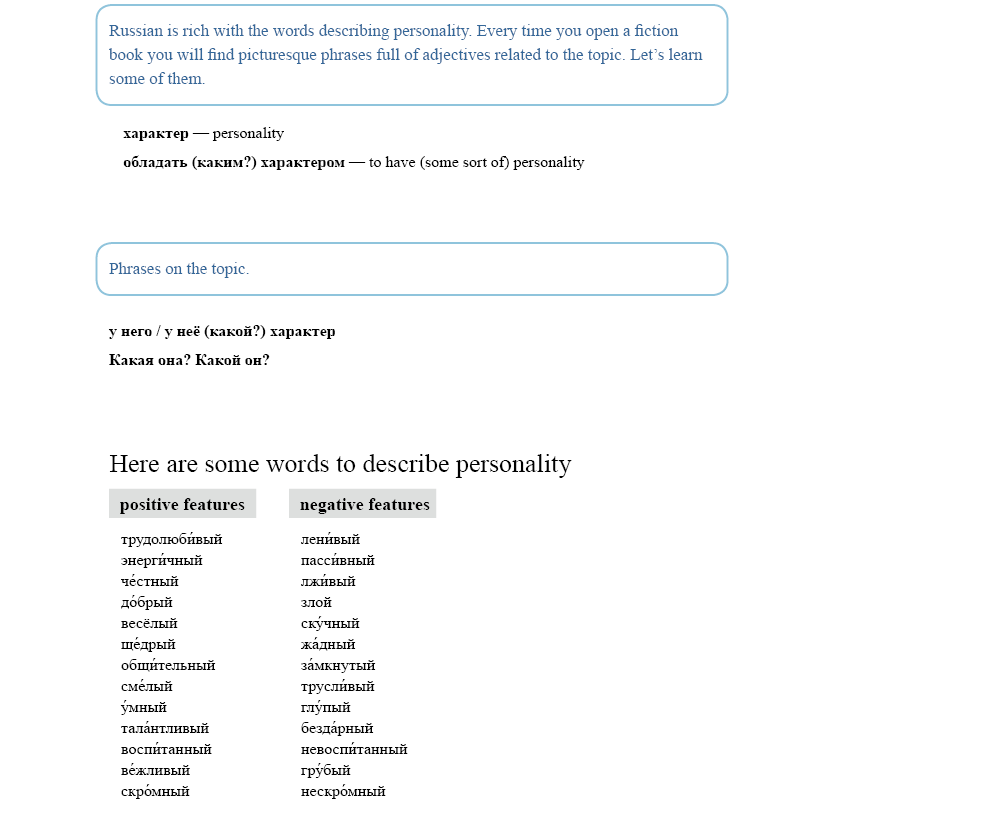 Russian is rich with the words describing personality. Every time you open a fiction
book you will find picturesque phrases full of adjectives related to the topic. Let’s learn
some of them.
характер — personality
обладать (каким?) характером — to have (some sort of) personality
Phrases on the topic.
у него / у неё (какой?) характер
Какая она? Какой он?
Here are some words to describe personality
positive features negative features
трудолюби́вый лени́вый
энерги́чный пасси́вный
че́стный лжи́вый
до́брый злой
весёлый ску́чный
ще́дрый жа́дный
общи́тельный за́мкнутый
сме́лый трусли́вый
у́мный глу́пый
тала́нтливый безда́рный
воспи́танный невоспи́танный
ве́жливый гру́бый
скро́мный нескро́мный